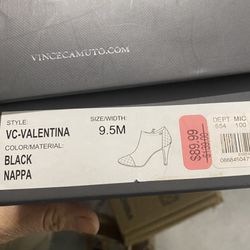 VINCECAMUTO.COM
STYLE: SIZE/WIDTH: DEPT MIC
VC-VALENTINA 9.5M 654 100
COLOR/MATERIAL:
BLACK
NAPPA
$89.99